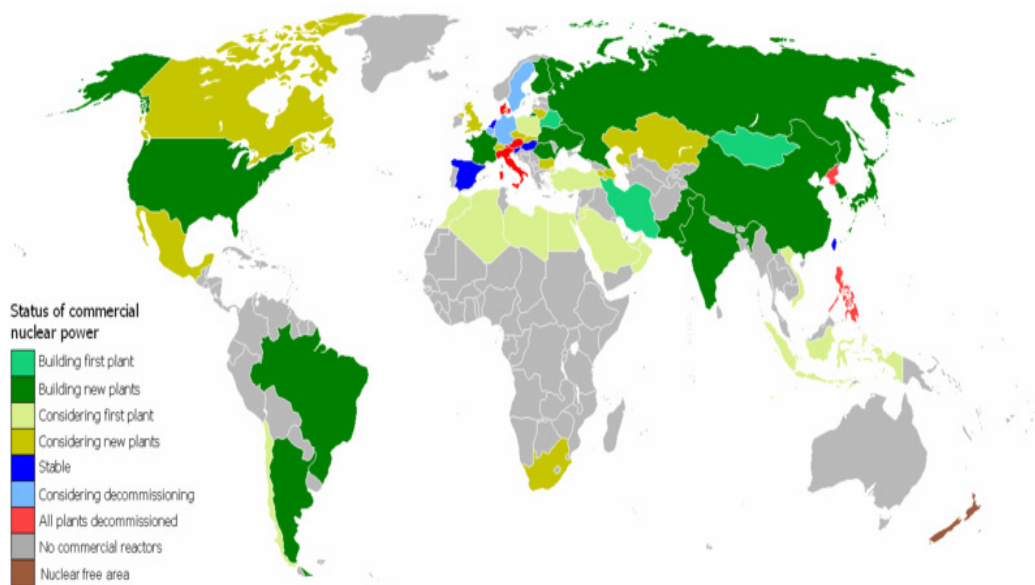 Status of commercial
nuclear power
Building first plant
Building new plants
Considering first plant
Considering new plants
Stable
Considering decommissioning
All plants decommissioned
No commercial reactors
Nuclear free area